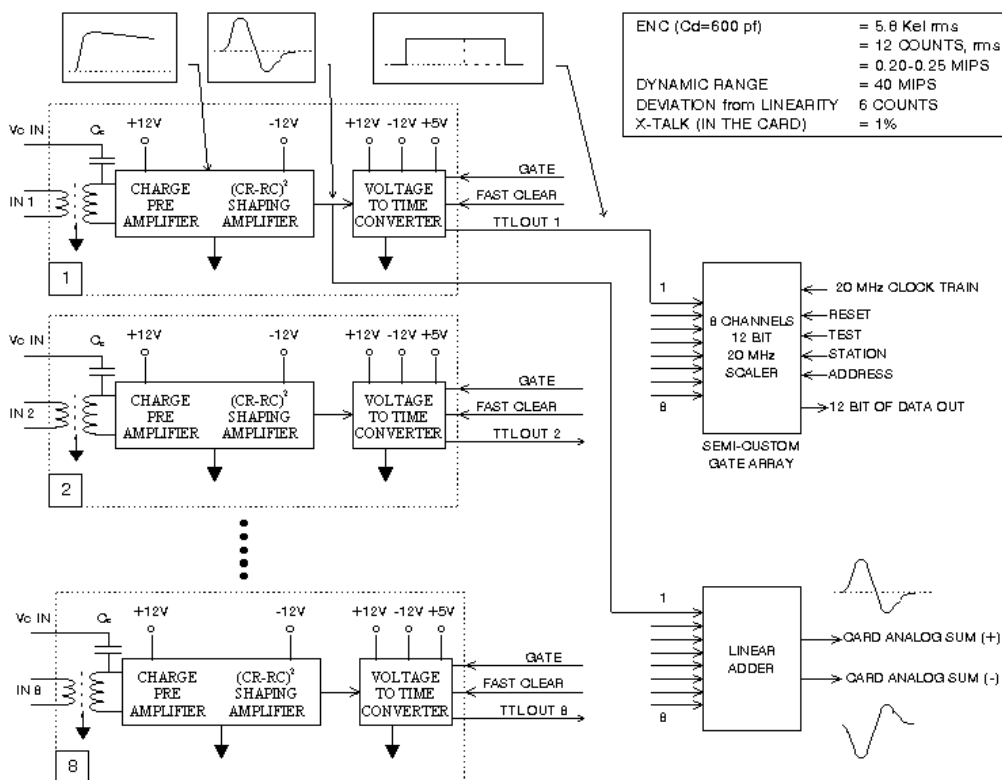 ENC (Cd=600 pf) = 5.8 Kel rms
= 12 COUNTS, rms
= 0.20-0.25 MIPS
DYNAMIC RANGE = 40 MIPS
DEVIATION from LINEARITY 6 COUNTS
X-TALK (IN THE CARD) = 1%
Vc IN
Cc
+12V
-12V
+12V -12V +5V
IN 1
CHARGE
PRE
AMPLIFIER
(CR-RC)²
SHAPING
AMPLIFIER
VOLTAGE
TO TIME
CONVERTER
GATE
FAST CLEAR
TTL OUT 1
1
Vc IN
Cc
+12V
-12V
+12V -12V +5V
IN 2
CHARGE
PRE
AMPLIFIER
(CR-RC)²
SHAPING
AMPLIFIER
VOLTAGE
TO TIME
CONVERTER
GATE
FAST CLEAR
TTL OUT 2
2
1
8
8 CHANNELS
12 BIT
20 MHz
SCALER
20 MHz CLOCK TRAIN
RESET
TEST
STATION
ADDRESS
12 BIT OF DATA OUT
SEMI-CUSTOM
GATE ARRAY
Vc IN
Cc
+12V
-12V
+12V -12V +5V
IN 8
CHARGE
PRE
AMPLIFIER
(CR-RC)²
SHAPING
AMPLIFIER
VOLTAGE
TO TIME
CONVERTER
GATE
FAST CLEAR
TTL OUT 8
8
1
8
LINEAR
ADDER
CARD ANALOG SUM (+)
CARD ANALOG SUM (-)